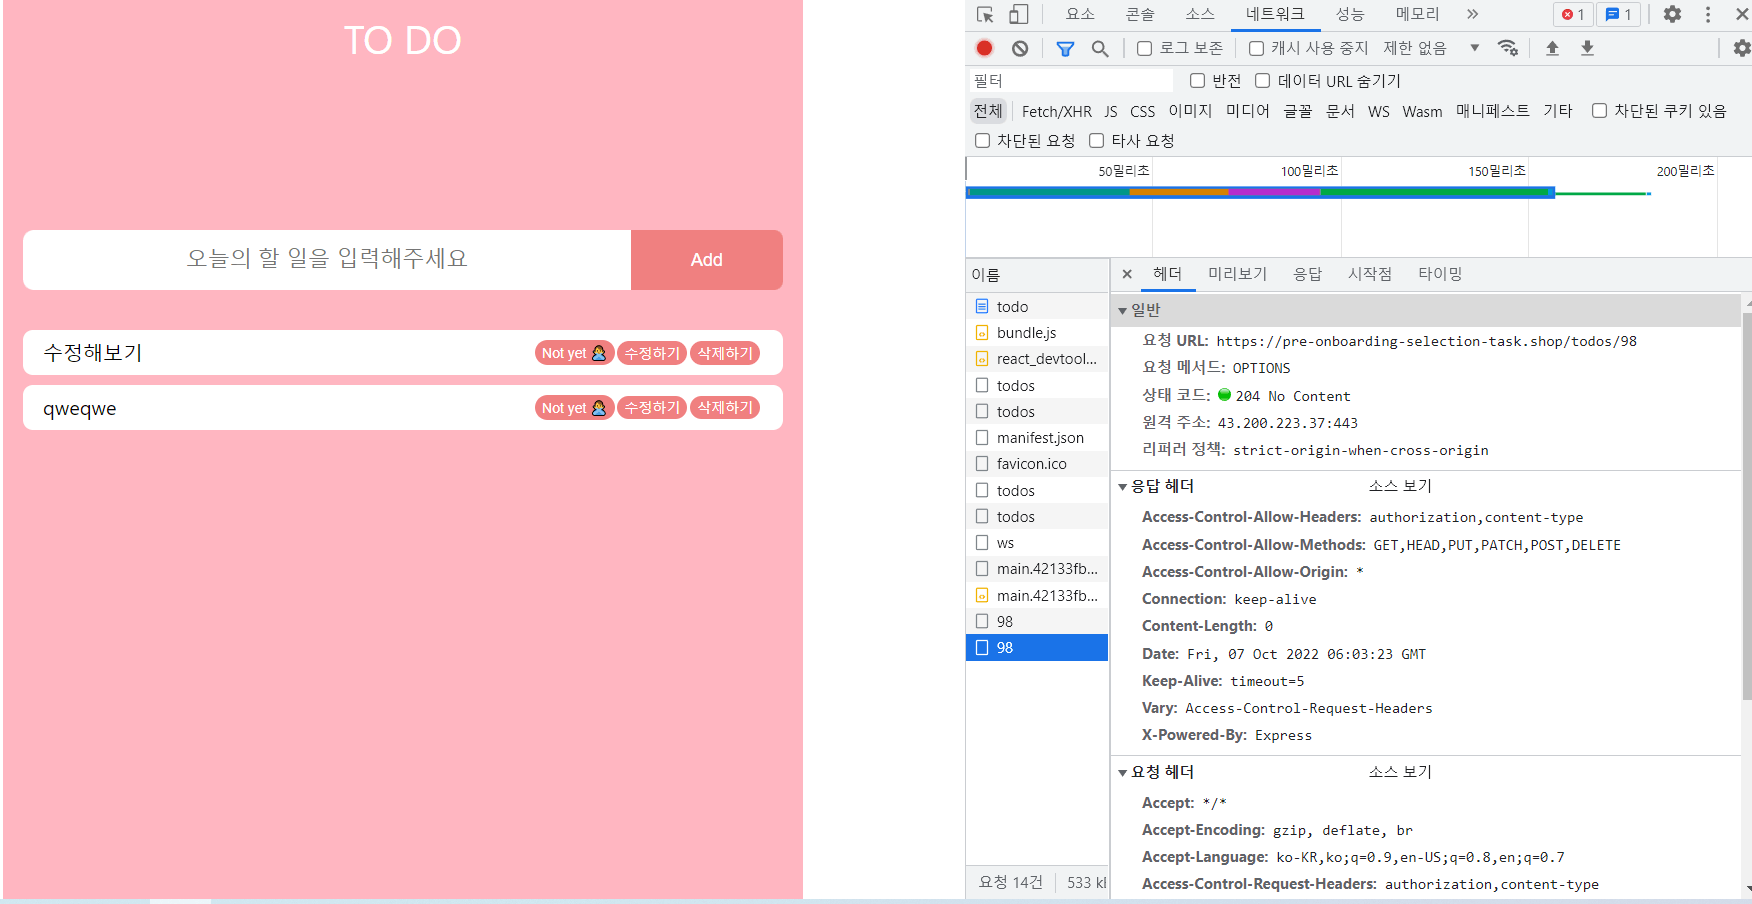 TO DO
오늘의 할 일을 입력해주세요
Add
수정해보기
Not yet 🤦‍♂️ 수정하기 삭제하기
qweqwe
Not yet 🤦‍♂️ 수정하기 삭제하기
요소 콘솔 소스 네트워크 성능 메모리 » 1 1
로그 보존 캐시 사용 중지 제한 없음
필터 반전 데이터 URL 숨기기
전체 Fetch/XHR JS CSS 이미지 미디어 글꼴 문서 WS Wasm 매니페스트 기타 차단된 쿠키 있음
차단된 요청 타사 요청
50밀리초 100밀리초 150밀리초 200밀리초
이름
todo
bundle.js
react_devtool...
todos
todos
manifest.json
favicon.ico
todos
todos
ws
main.42133fb...
main.42133fb...
98
98
요청 14건 533 kl
× 헤더 미리보기 응답 시작점 타이밍
▼ 일반
요청 URL: https://pre-onboarding-selection-task.shop/todos/98
요청 메서드: OPTIONS
상태 코드: 204 No Content
원격 주소: 43.200.223.37:443
리퍼러 정책: strict-origin-when-cross-origin
▼ 응답 헤더 소스 보기
Access-Control-Allow-Headers: authorization,content-type
Access-Control-Allow-Methods: GET,HEAD,PUT,PATCH,POST,DELETE
Access-Control-Allow-Origin: *
Connection: keep-alive
Content-Length: 0
Date: Fri, 07 Oct 2022 06:03:23 GMT
Keep-Alive: timeout=5
Vary: Access-Control-Request-Headers
X-Powered-By: Express
▼ 요청 헤더 소스 보기
Accept: */*
Accept-Encoding: gzip, deflate, br
Accept-Language: ko-KR,ko;q=0.9,en-US;q=0.8,en;q=0.7
Access-Control-Request-Headers: authorization,content-type